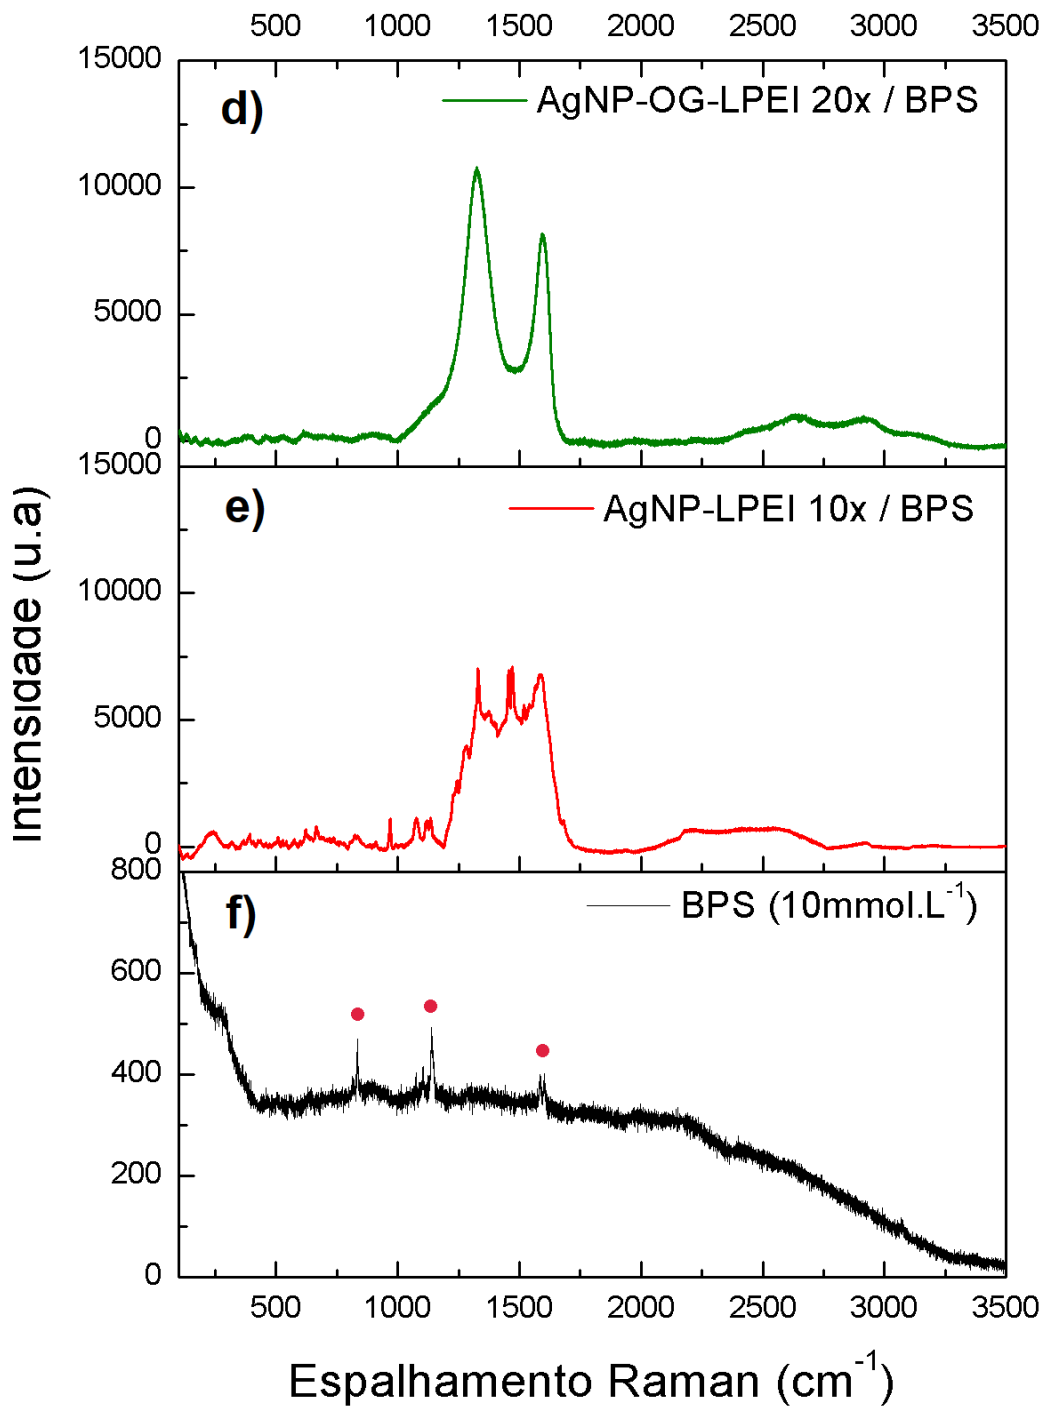 500 1000 1500 2000 2500 3000 3500
15000
d)
AgNP-OG-LPEI 20x / BPS
10000
5000
0
15000
e)
AgNP-LPEI 10x / BPS
10000
5000
0
800
f)
BPS (10mmol.L⁻¹)
600
400
200
0
500 1000 1500 2000 2500 3000 3500
Intensidade (u.a)
Espalhamento Raman (cm⁻¹)